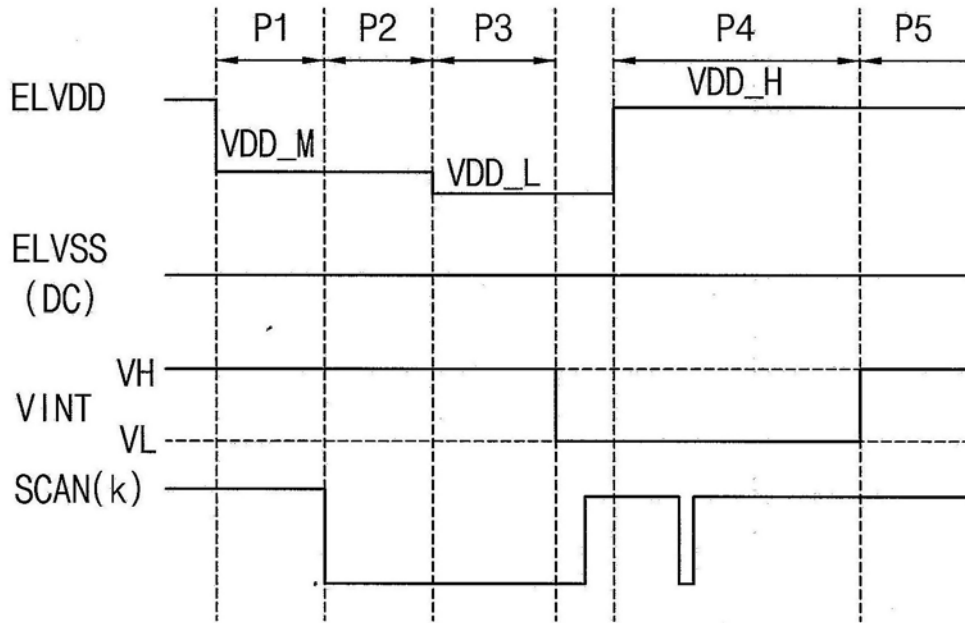 P1 P2 P3 P4 P5
ELVDD VDD_M VDD_L VDD_H
ELVSS
(DC)
VH
VINT
VL
SCAN(k)